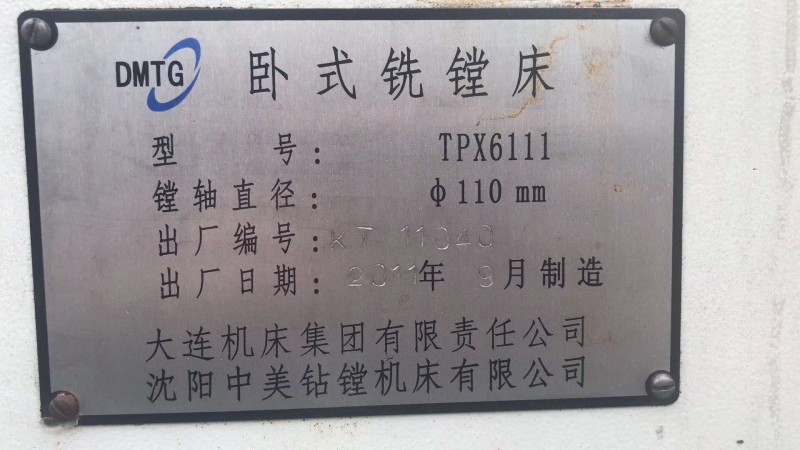 DMTG 卧式铣镗床
型 号： TPX6111
镗轴直径： φ110 mm
出厂编号：KT 11040
出厂日期：2011年 9月制造
大连机床集团有限责任公司
沈阳中美钻镗机床有限公司